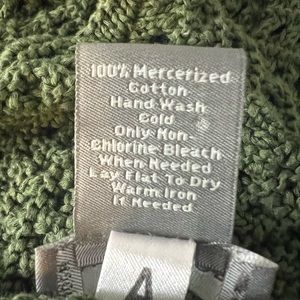 100% Mercerized
Cotton
Hand Wash
Cold
Only Non-
Chlorine Bleach
When Needed
Lay Flat To Dry
Warm Iron
If Needed
4